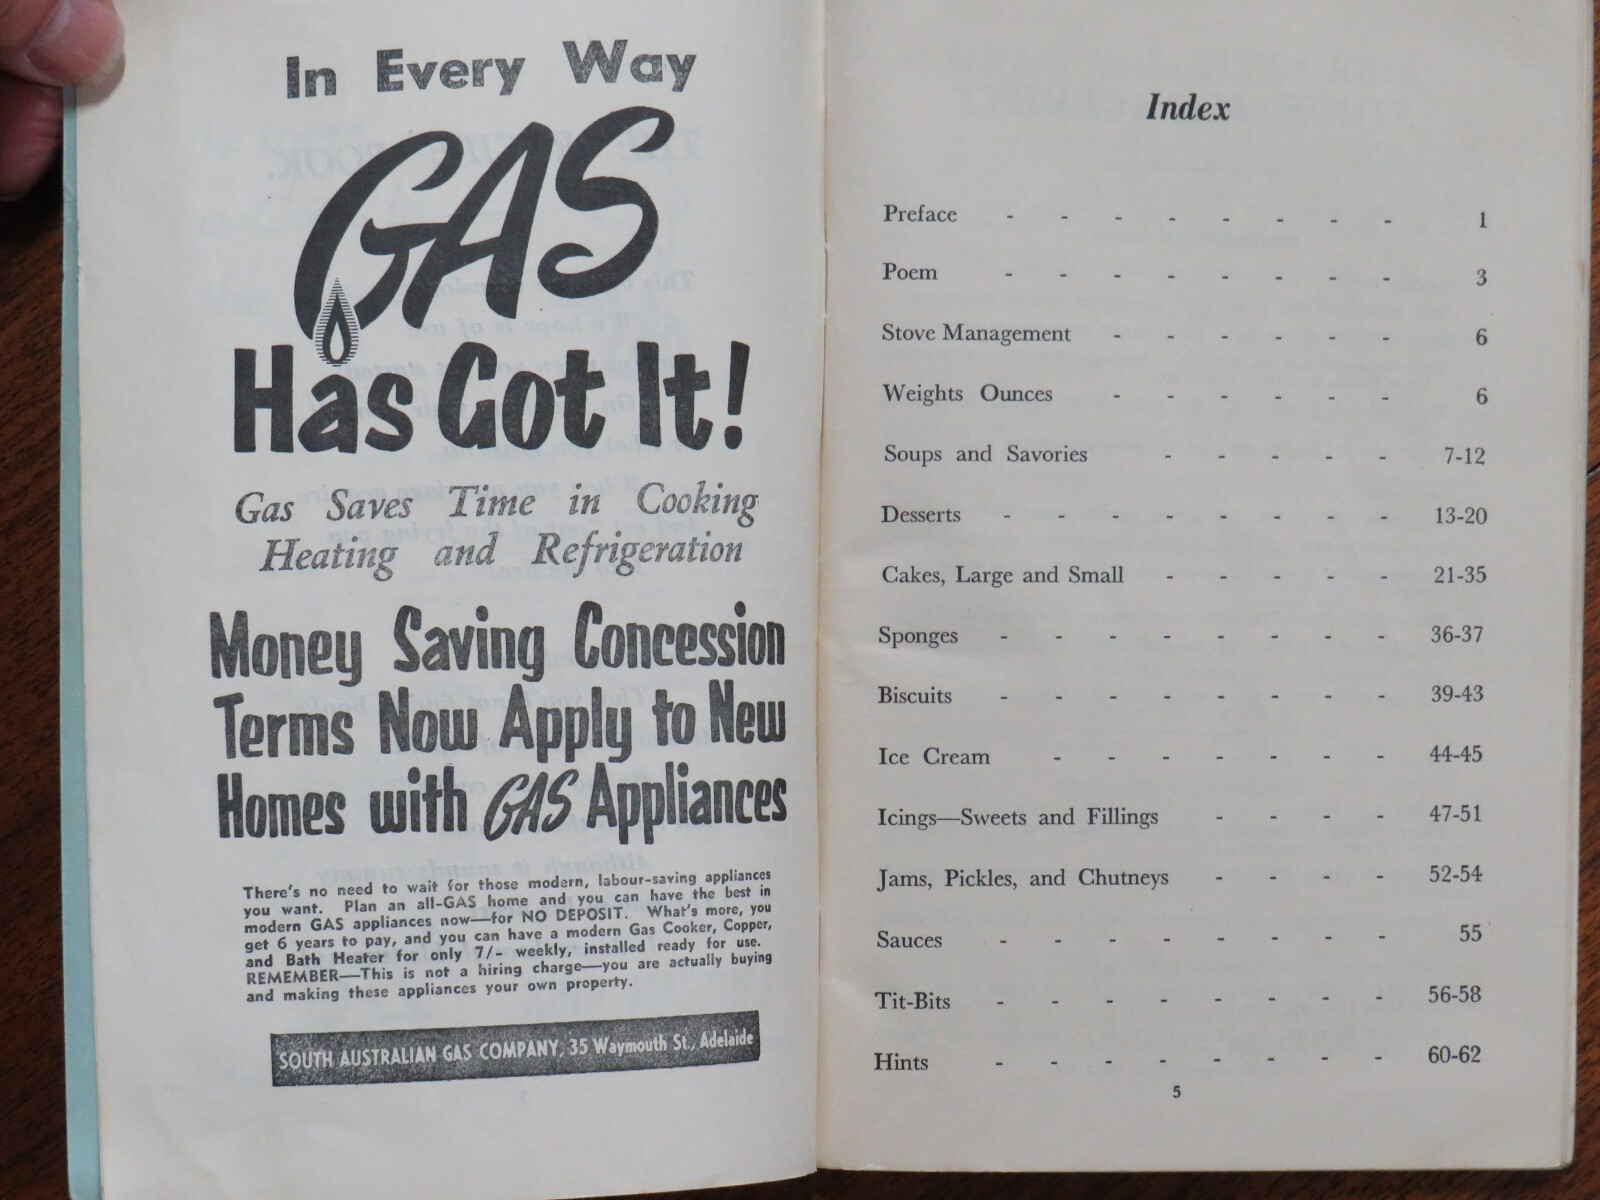 In Every Way
GAS
Has Got It!
Gas Saves Time in Cooking
Heating and Refrigeration
Money Saving Concession
Terms Now Apply to New
Homes with GAS Appliances
There's no need to wait for those modern, labour-saving appliances
you want. Plan an all-GAS home and you can have the best in
modern GAS appliances now—for NO DEPOSIT. What's more, you
get 6 years to pay, and you can have a modern Gas Cooker, Copper,
and Bath Heater for only 7/- weekly, installed ready for use.
REMEMBER—This is not a hiring charge—you are actually buying
and making these appliances your own property.
SOUTH AUSTRALIAN GAS COMPANY, 35 Waymouth St., Adelaide
Index
Preface - - - - - - - - 1
Poem - - - - - - - - 3
Stove Management - - - - - - 6
Weights Ounces - - - - - - 6
Soups and Savories - - - - - 7-12
Desserts - - - - - - - - 13-20
Cakes, Large and Small - - - - - 21-35
Sponges - - - - - - - - 36-37
Biscuits - - - - - - - - 39-43
Ice Cream - - - - - - - 44-45
Icings—Sweets and Fillings - - - - 47-51
Jams, Pickles, and Chutneys - - - - 52-54
Sauces - - - - - - - - 55
Tit-Bits - - - - - - - - 56-58
Hints - - - - - - - - 60-62
5